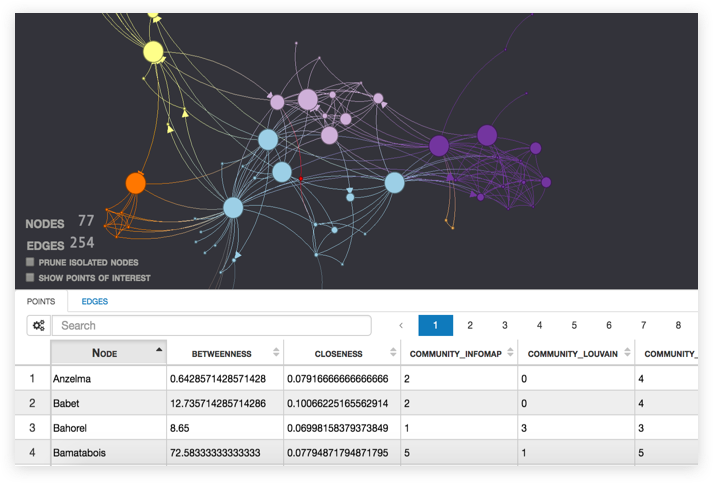 NODES 77
EDGES 254
PRUNE ISOLATED NODES
SHOW POINTS OF INTEREST
POINTS EDGES
Search ‹ 1 2 3 4 5 6 7 8
NODE BETWEENNESS CLOSENESS COMMUNITY_INFOMAP COMMUNITY_LOUVAIN COMMUNITY_
1 Anzelma 0.6428571428571428 0.07916666666666666 2 0 4
2 Babet 12.735714285714286 0.10066225165562914 2 0 4
3 Bahorel 8.65 0.06998158379373849 1 3 3
4 Bamatabois 72.58333333333333 0.07794871794871795 5 1 5